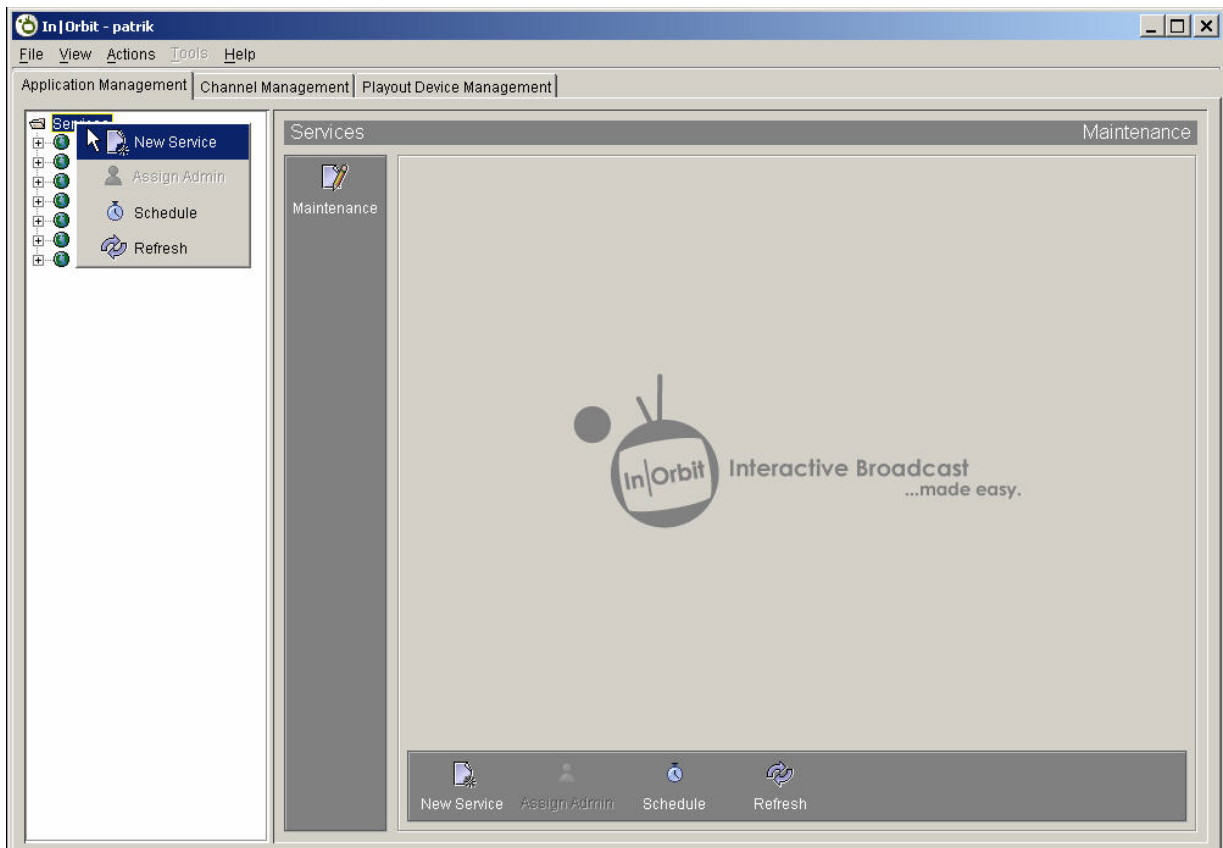 In|Orbit - patrik
File View Actions Tools Help
Application Management Channel Management Playout Device Management
Services
New Service
Assign Admin
Schedule
Refresh
Services Maintenance
Maintenance
In|Orbit
Interactive Broadcast
...made easy.
New Service Assign Admin Schedule Refresh